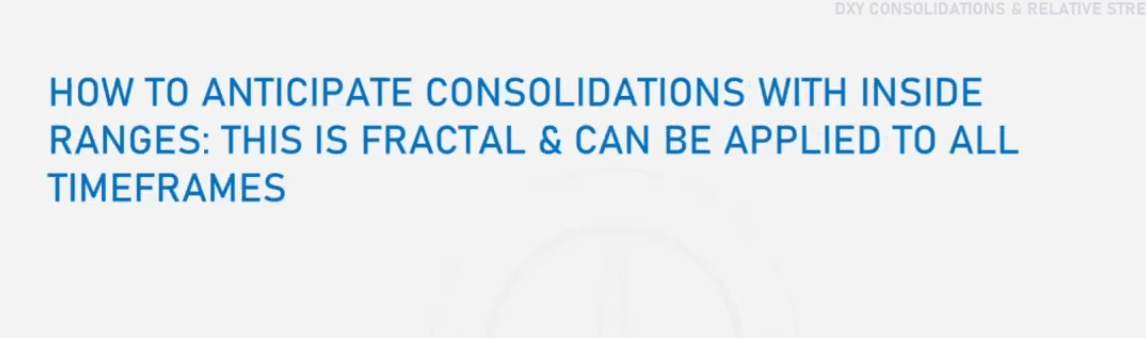 DXY CONSOLIDATIONS & RELATIVE STRE
HOW TO ANTICIPATE CONSOLIDATIONS WITH INSIDE
RANGES: THIS IS FRACTAL & CAN BE APPLIED TO ALL
TIMEFRAMES